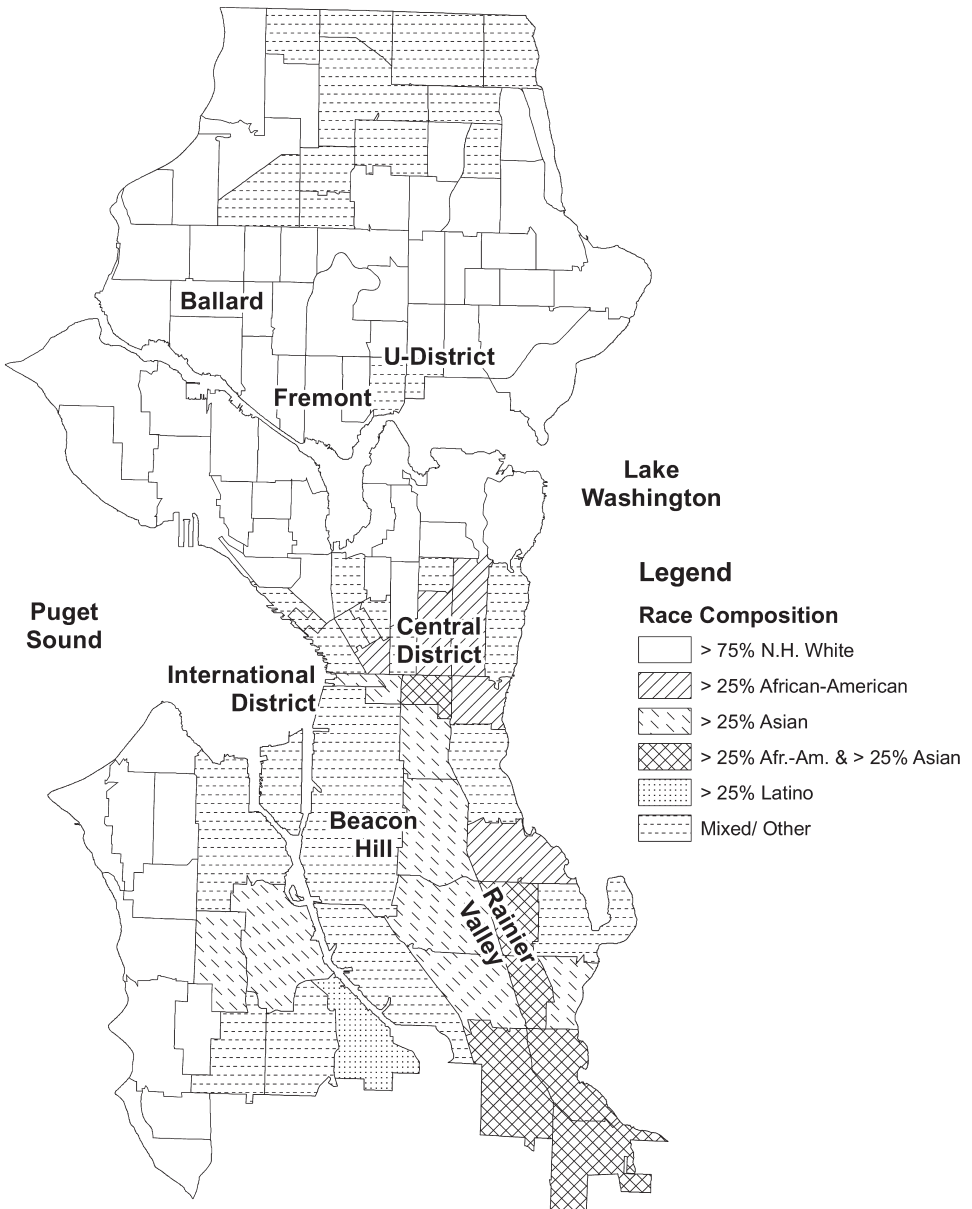 Ballard
U-District
Fremont
Lake
Washington
Puget
Sound
Central
District
International
District
Beacon
Hill
Rainier
Valley
Legend
Race Composition
> 75% N.H. White
> 25% African-American
> 25% Asian
> 25% Afr.-Am. & > 25% Asian
> 25% Latino
Mixed/ Other